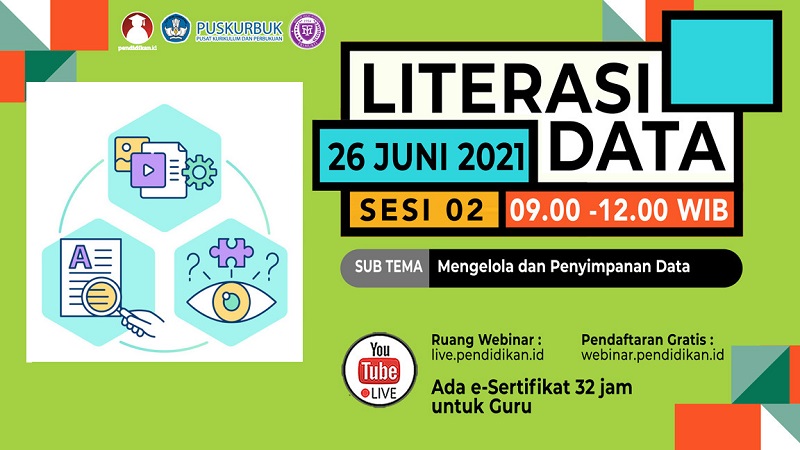 pendidikan.id
PUSKURBUK
PUSAT KURIKULUM DAN PERBUKUAN
LITERASI
DATA
26 JUNI 2021
SESI 02
09.00 -12.00 WIB
SUB TEMA
Mengelola dan Penyimpanan Data
A
You
Tube
LIVE
Ruang Webinar :
live.pendidikan.id
Pendaftaran Gratis :
webinar.pendidikan.id
Ada e-Sertifikat 32 jam
untuk Guru